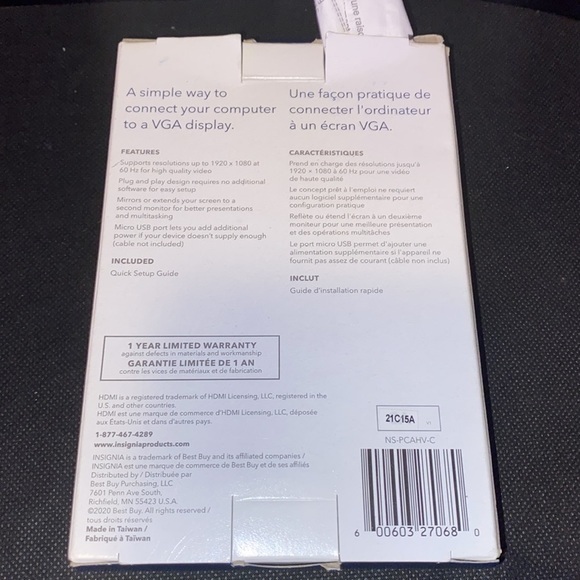 une raiso
A simple way to
connect your computer
to a VGA display.
FEATURES
Supports resolutions up to 1920 x 1080 at
60 Hz for high quality video
Plug and play design requires no additional
software for easy setup
Mirrors or extends your screen to a
second monitor for better presentations
and multitasking
Micro USB port lets you add additional
power if your device doesn't supply enough
(cable not included)
INCLUDED
Quick Setup Guide
Une façon pratique de
connecter l'ordinateur
à un écran VGA.
CARACTÉRISTIQUES
Prend en charge des résolutions jusqu'à
1920 × 1080 à 60 Hz pour une vidéo
de haute qualité
Le concept prêt à l'emploi ne requiert
aucun logiciel supplémentaire pour une
configuration pratique
Reflète ou étend l'écran à un deuxième
moniteur pour une meilleure présentation
et des opérations multitâches
Le port micro USB permet d'ajouter une
alimentation supplémentaire si l'appareil ne
fournit pas assez de courant (câble non inclus)
INCLUT
Guide d'installation rapide
1 YEAR LIMITED WARRANTY
against defects in materials and workmanship
GARANTIE LIMITÉE DE 1 AN
contre les vices de matériaux et de fabrication
HDMI is a registered trademark of HDMI Licensing, LLC, registered in the
U.S. and other countries.
HDMI est une marque de commerce d'HDMI Licensing, LLC, déposée
aux États-Unis et dans d'autres pays.
1-877-467-4289
www.insigniaproducts.com
INSIGNIA is a trademark of Best Buy and its affiliated companies /
INSIGNIA est une marque de commerce de Best Buy et de ses affiliés
Distributed by / Distribuée par
Best Buy Purchasing, LLC
7601 Penn Ave South,
Richfield, MN 55423 U.S.A.
©2020 Best Buy. All rights reserved /
tous droits réservés
Made in Taiwan /
Fabriqué à Taïwan
21C15A
NS-PCAHV-C
6 00603 27068 0